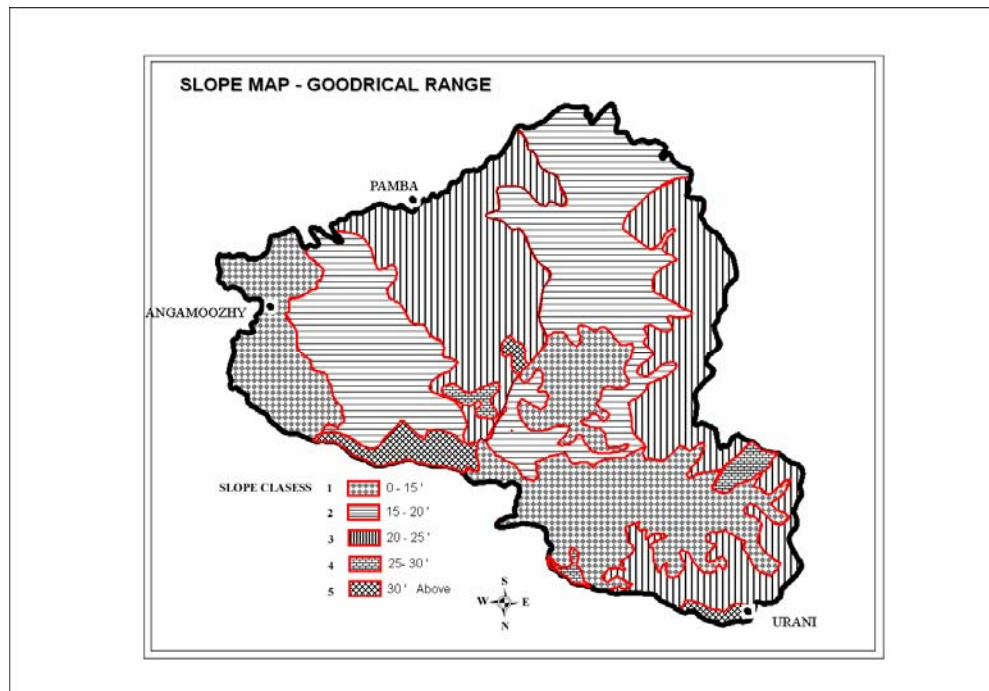 SLOPE MAP - GOODRICAL RANGE
PAMBA
ANGAMOOZHY
SLOPE CLASESS
1 0 - 15 '
2 15 - 20 '
3 20 - 25 '
4 25- 30 '
5 30 ' Above
S
W E
N
URANI